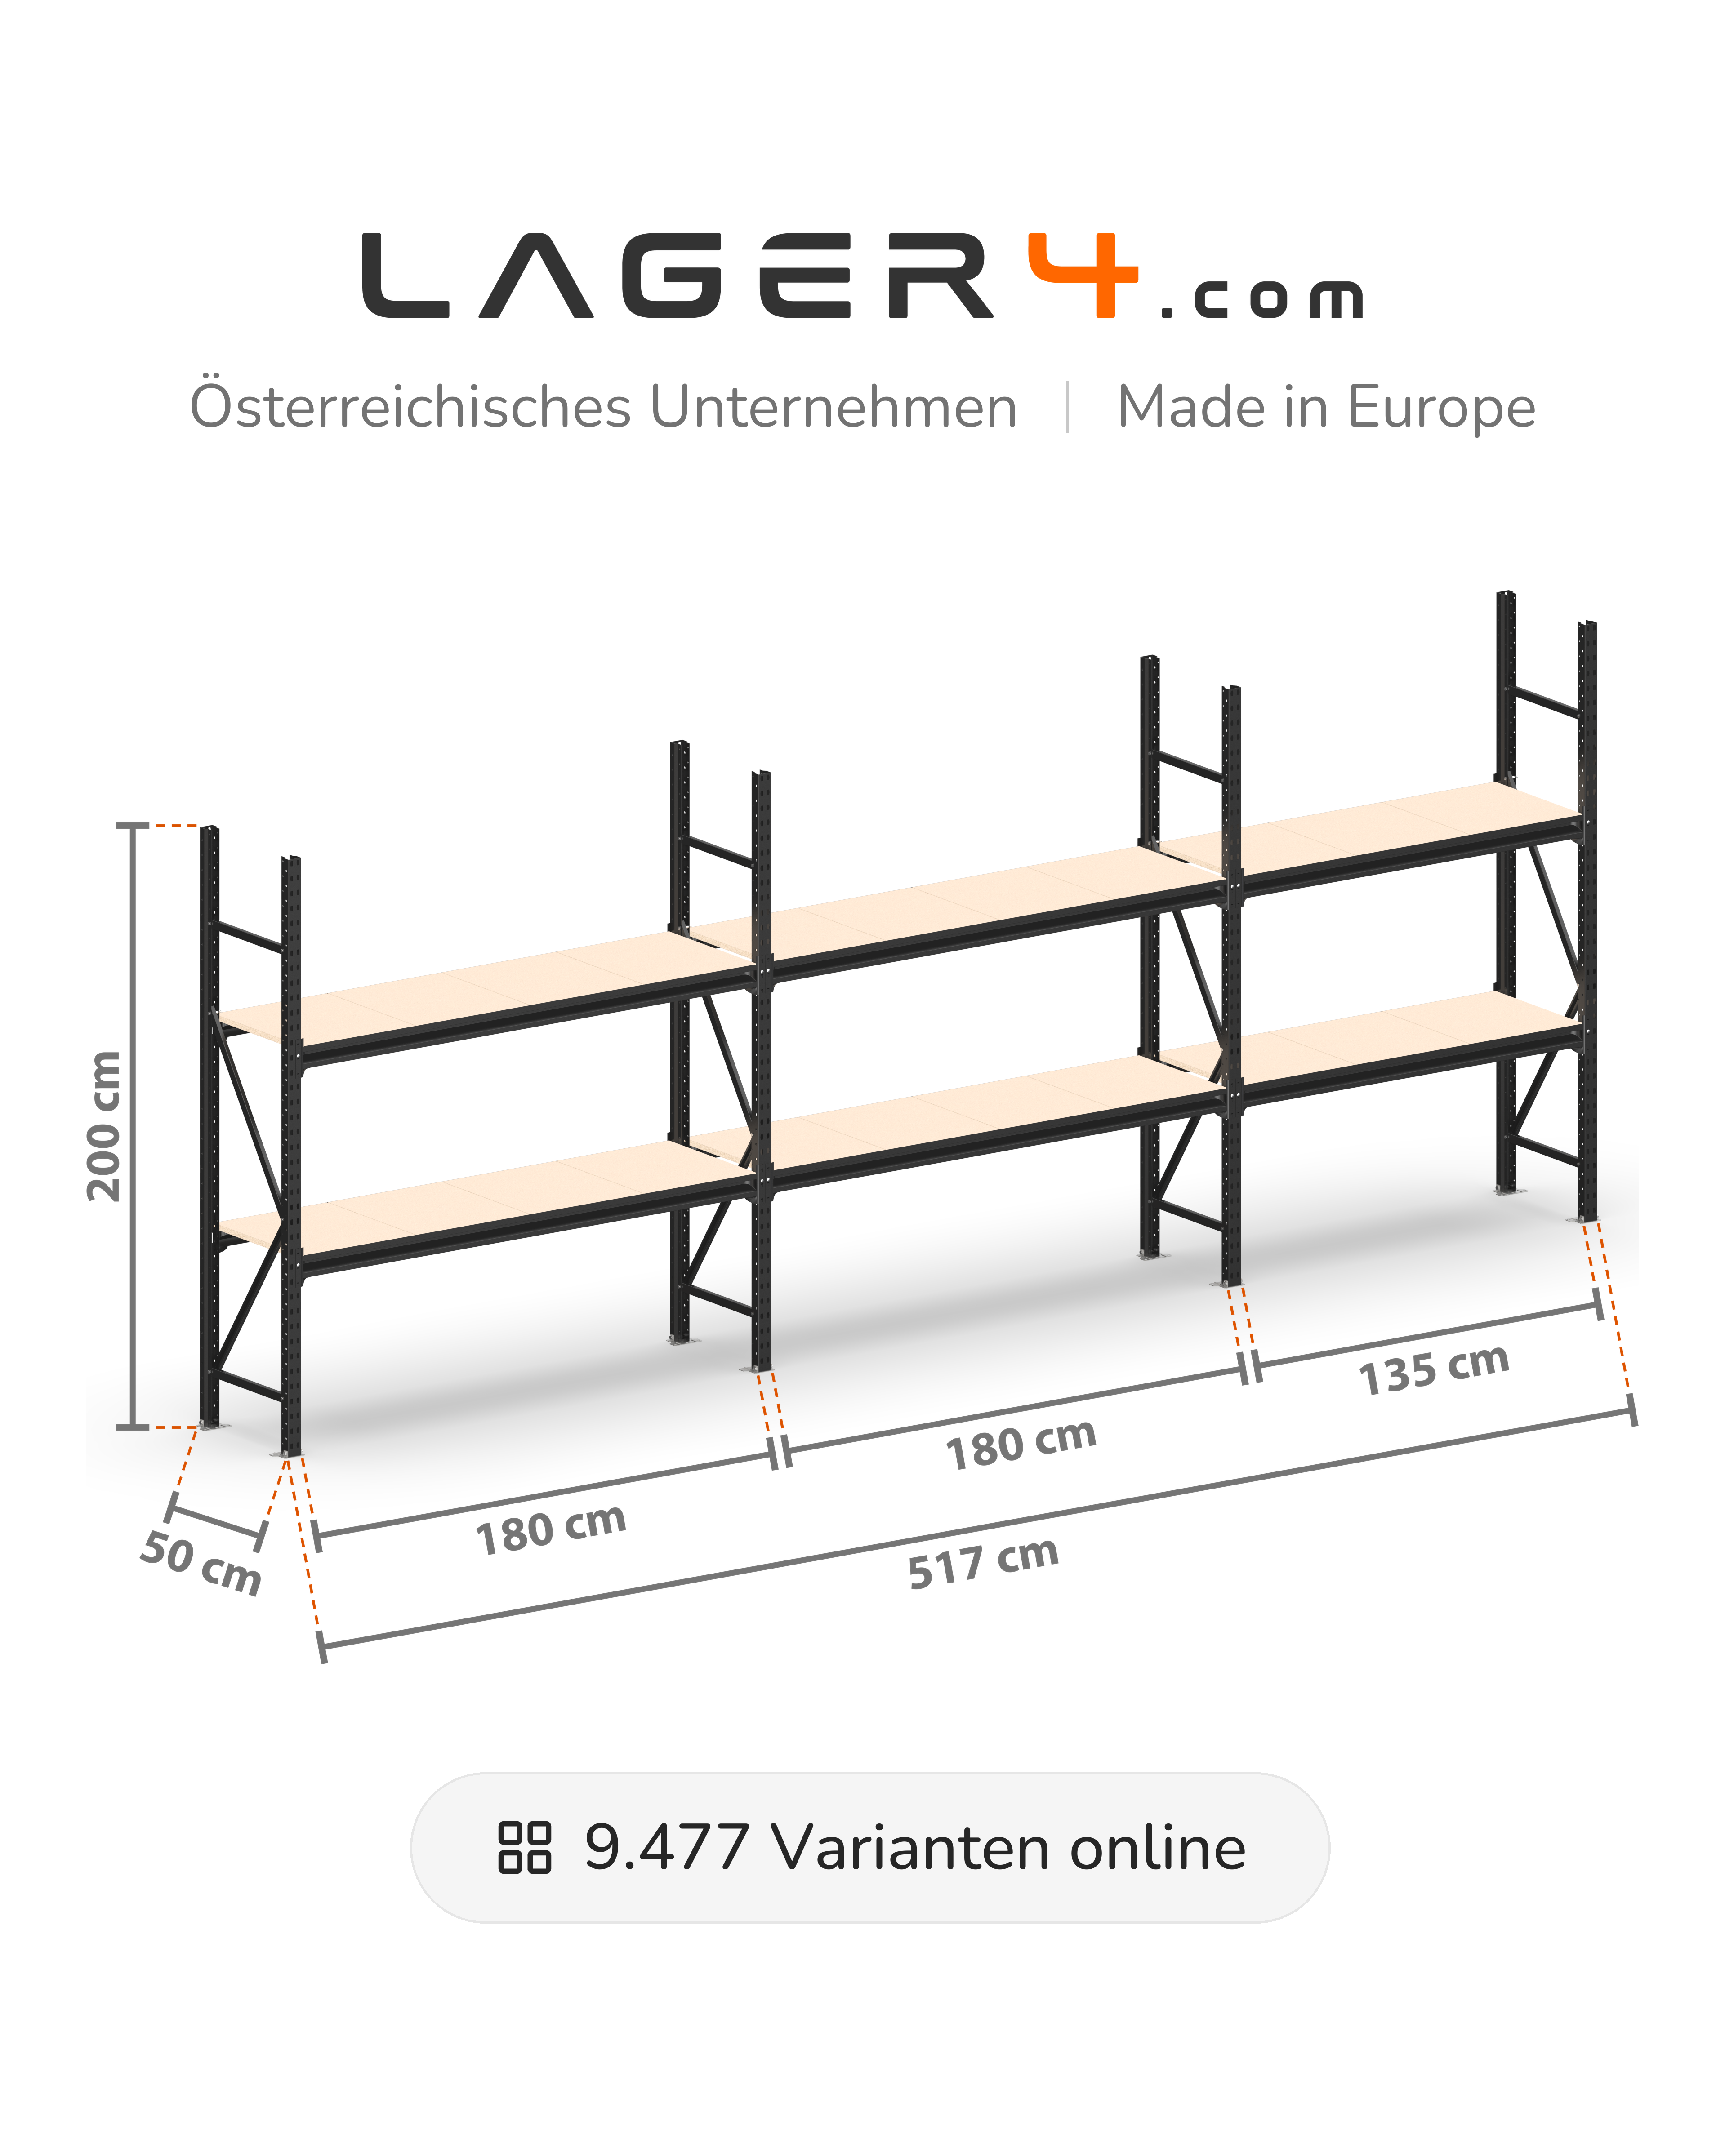 LAGER4.com
Österreichisches Unternehmen | Made in Europe
200 cm
50 cm
180 cm
180 cm
135 cm
517 cm
9.477 Varianten online